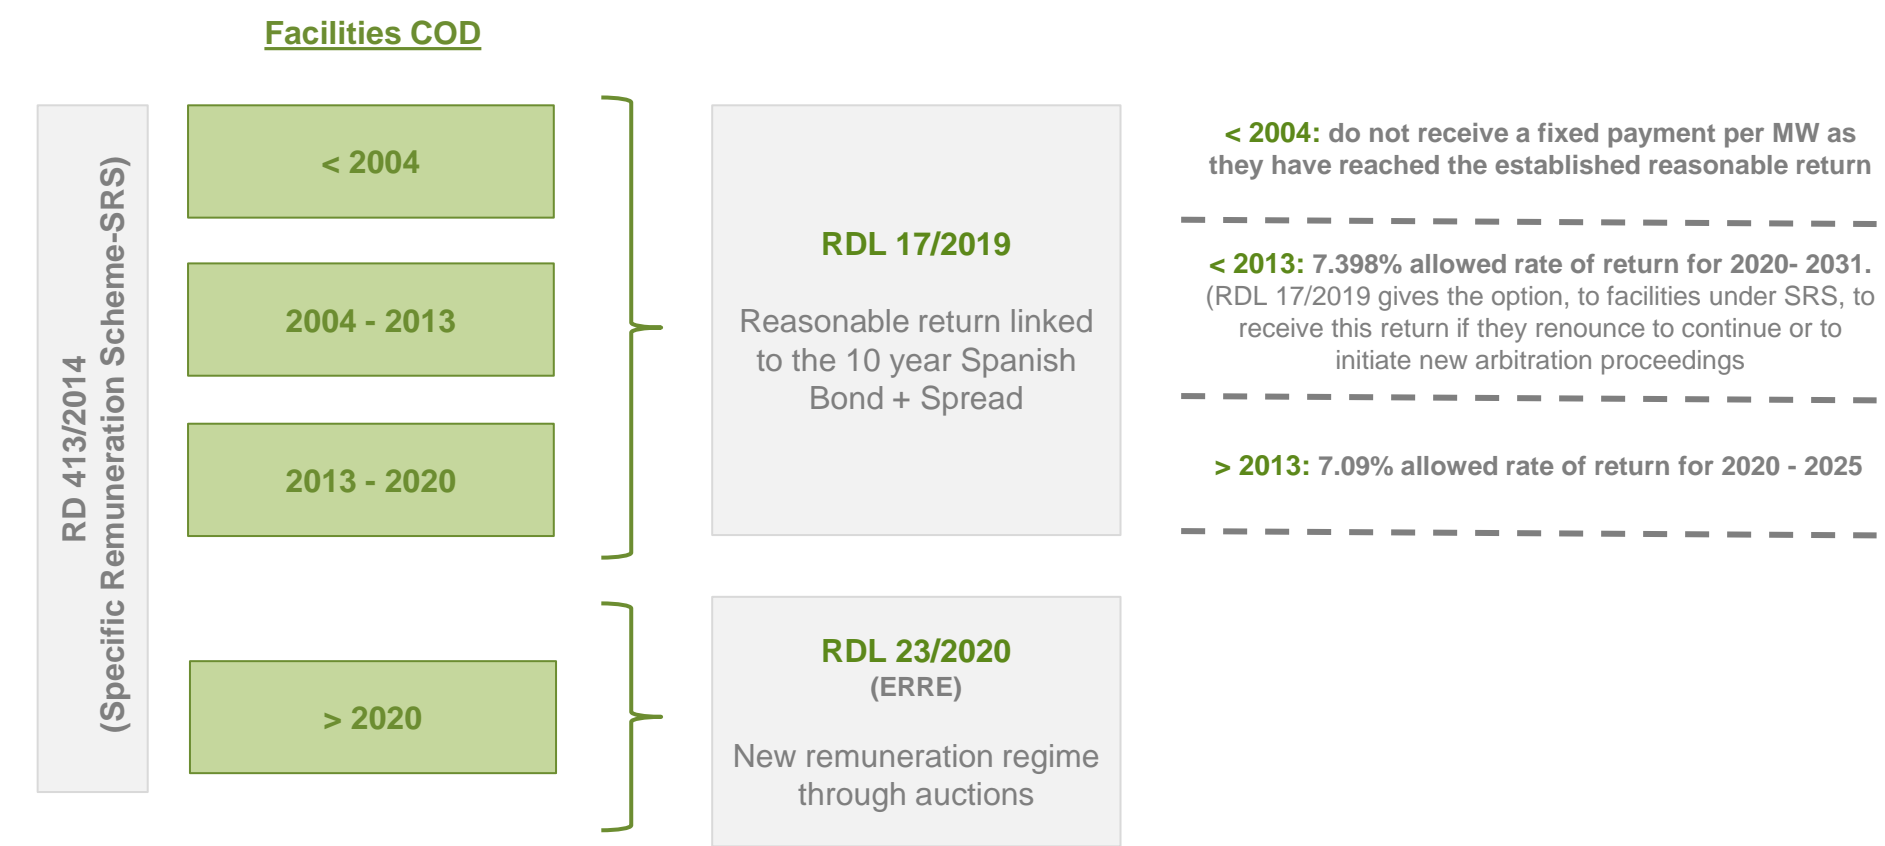 Facilities COD
RD 413/2014
(Specific Remuneration Scheme-SRS)
< 2004
2004 - 2013
2013 - 2020
> 2020
RDL 17/2019
Reasonable return linked
to the 10 year Spanish
Bond + Spread
RDL 23/2020
(ERRE)
New remuneration regime
through auctions
< 2004: do not receive a fixed payment per MW as
they have reached the established reasonable return
< 2013: 7.398% allowed rate of return for 2020- 2031.
(RDL 17/2019 gives the option, to facilities under SRS, to
receive this return if they renounce to continue or to
initiate new arbitration proceedings
> 2013: 7.09% allowed rate of return for 2020 - 2025